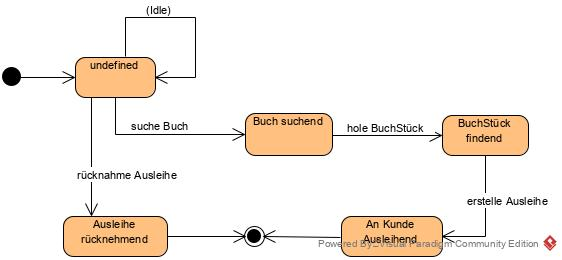 (Idle)
undefined
suche Buch
Buch suchend
hole BuchStück
BuchStück
findend
rücknahme Ausleihe
erstelle Ausleihe
Ausleihe
rücknehmend
An Kunde
Ausleihend
Powered By Visual Paradigm Community Edition